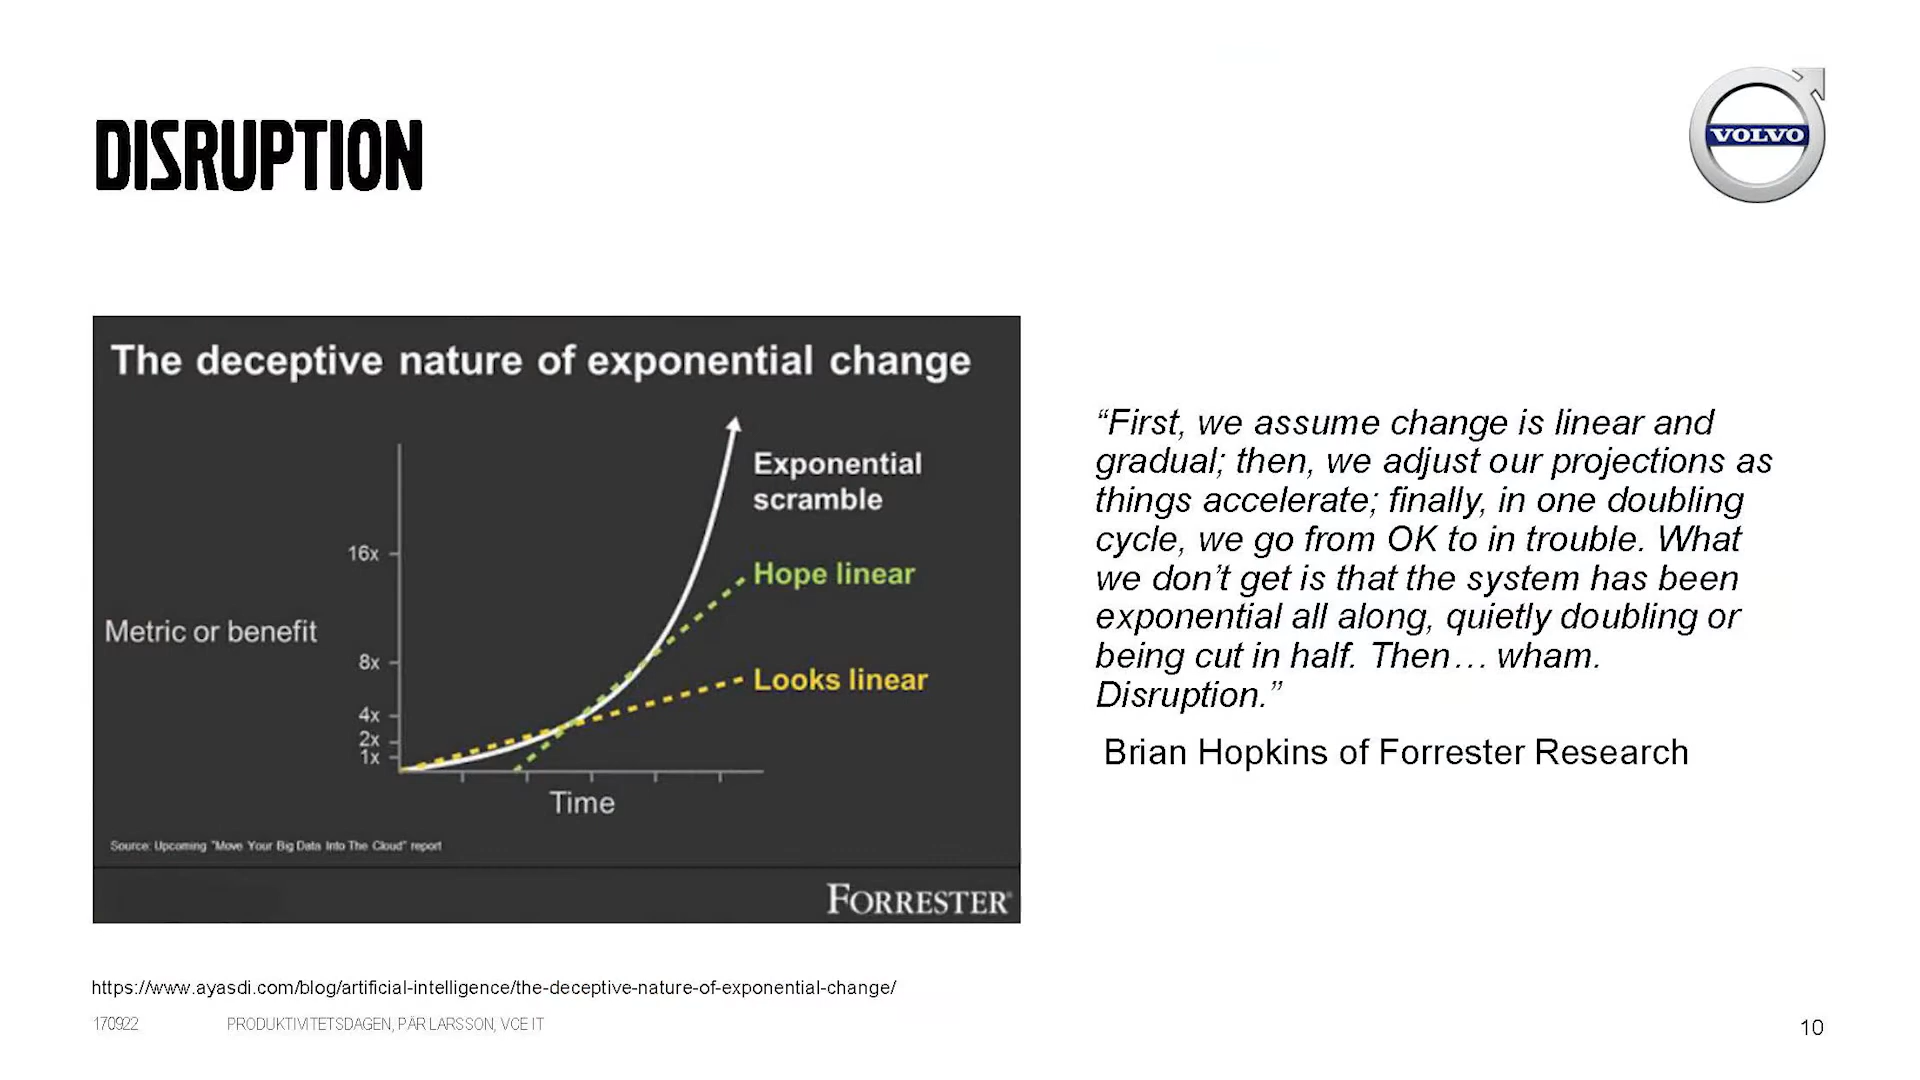 DISRUPTION
VOLVO
The deceptive nature of exponential change
Exponential
scramble
16x
Hope linear
Metric or benefit
8x
Looks linear
4x
2x
1x
Time
Source: Upcoming "Move Your Big Data Into The Cloud" report
FORRESTER®
“First, we assume change is linear and
gradual; then, we adjust our projections as
things accelerate; finally, in one doubling
cycle, we go from OK to in trouble. What
we don’t get is that the system has been
exponential all along, quietly doubling or
being cut in half. Then… wham.
Disruption.”
Brian Hopkins of Forrester Research
https://www.ayasdi.com/blog/artificial-intelligence/the-deceptive-nature-of-exponential-change/
170922 PRODUKTIVITETSDAGEN, PÄR LARSSON, VCE IT
10